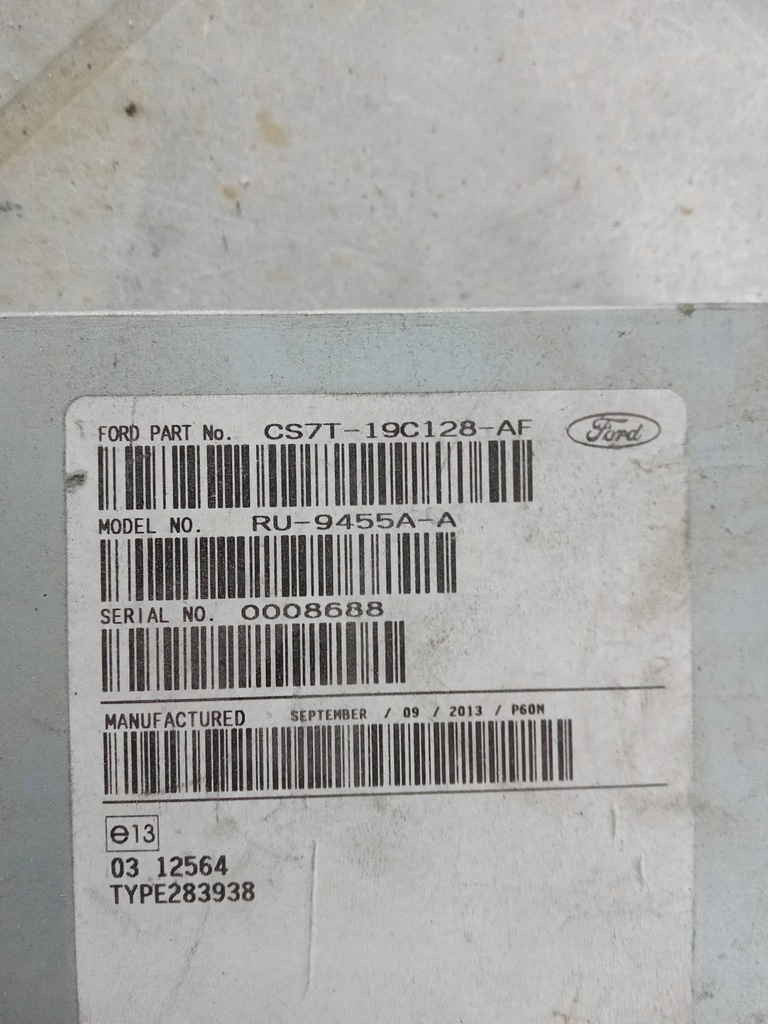 FORD PART No. CS7T-19C128-AF Ford
MODEL NO. RU-9455A-A
SERIAL NO. 0008688
MANUFACTURED SEPTEMBER / 09 / 2013 / P60M
e13
03 12564
TYPE283938